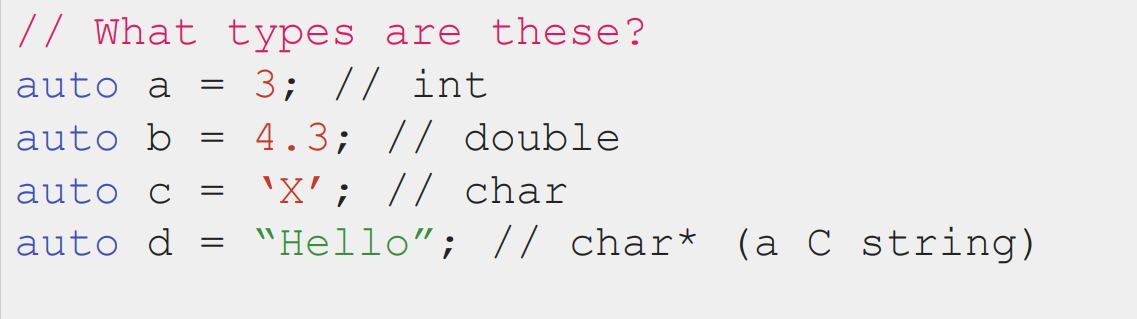 // What types are these?
auto a = 3; // int
auto b = 4.3; // double
auto c = ‘X’; // char
auto d = “Hello”; // char* (a C string)